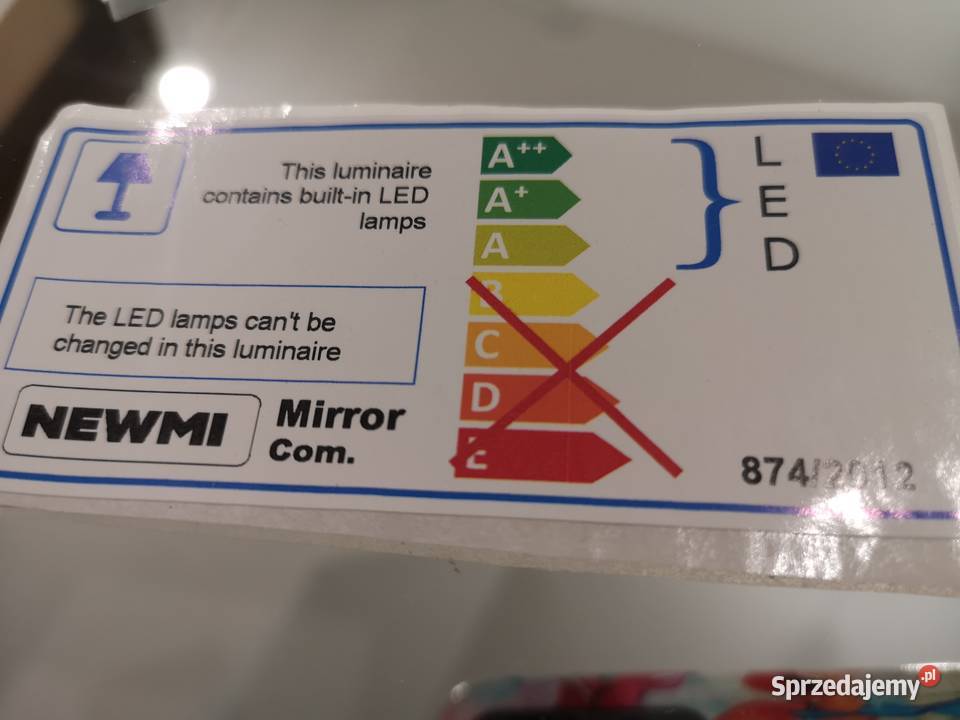 This luminaire
contains built-in LED
lamps
The LED lamps can't be
changed in this luminaire
NEWMI
Mirror
Com.
A++
A+
A
B
C
D
E
L
E
D
874/2012
Sprzedajemy.pl